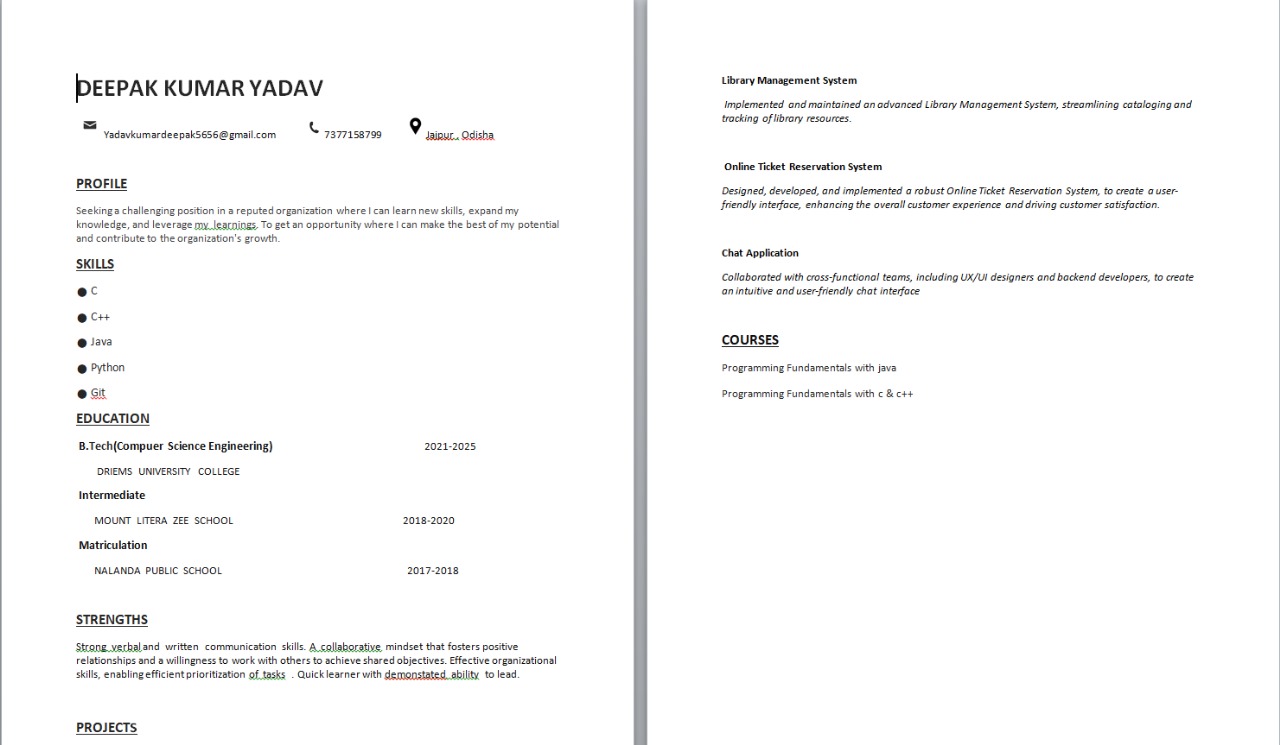 DEEPAK KUMAR YADAV
Yadavkumardeepak5656@gmail.com 7377158799 Jajpur , Odisha
PROFILE
Seeking a challenging position in a reputed organization where I can learn new skills, expand my
knowledge, and leverage my learnings. To get an opportunity where I can make the best of my potential
and contribute to the organization's growth.
SKILLS
● C
● C++
● Java
● Python
● Git
EDUCATION
B.Tech(Compuer Science Engineering) 2021-2025
DRIEMS UNIVERSITY COLLEGE
Intermediate
MOUNT LITERA ZEE SCHOOL 2018-2020
Matriculation
NALANDA PUBLIC SCHOOL 2017-2018
STRENGTHS
Strong verbal and written communication skills. A collaborative mindset that fosters positive
relationships and a willingness to work with others to achieve shared objectives. Effective organizational
skills, enabling efficient prioritization of tasks . Quick learner with demonstated ability to lead.
PROJECTS
Library Management System
Implemented and maintained an advanced Library Management System, streamlining cataloging and
tracking of library resources.
Online Ticket Reservation System
Designed, developed, and implemented a robust Online Ticket Reservation System, to create a user-
friendly interface, enhancing the overall customer experience and driving customer satisfaction.
Chat Application
Collaborated with cross-functional teams, including UX/UI designers and backend developers, to create
an intuitive and user-friendly chat interface
COURSES
Programming Fundamentals with java
Programming Fundamentals with c & c++